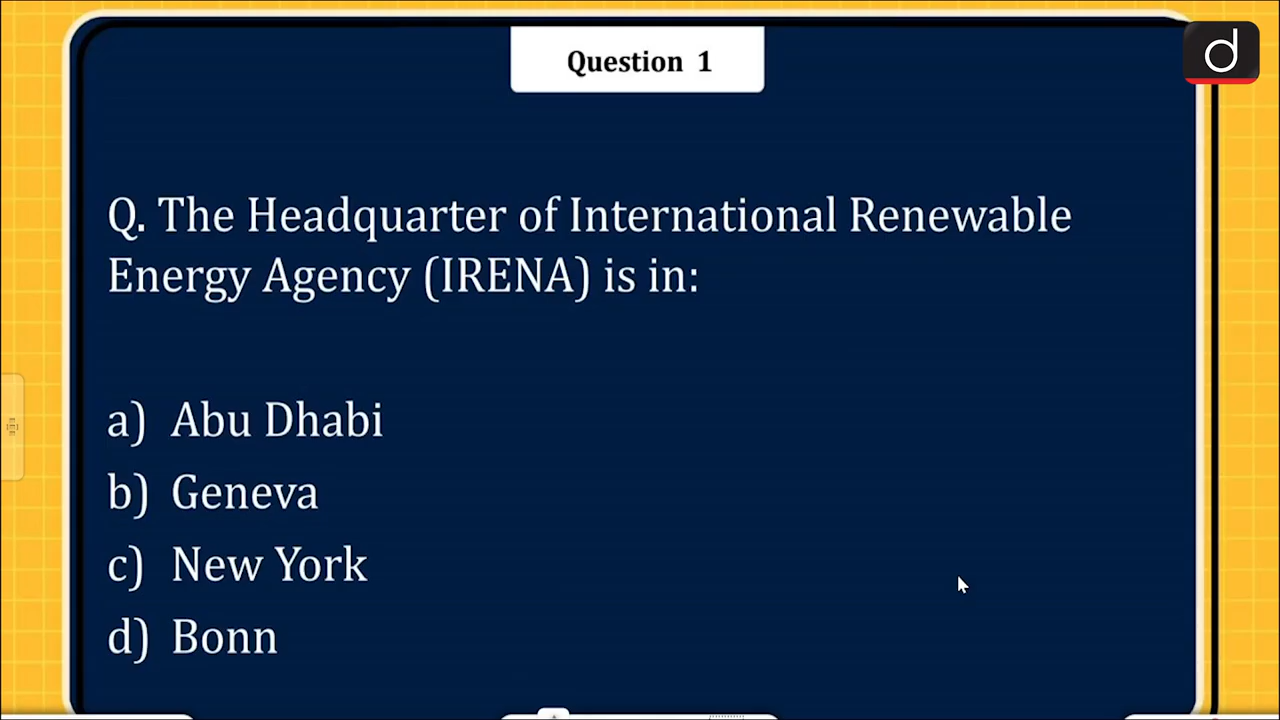 Question 1
d
Q. The Headquarter of International Renewable
Energy Agency (IRENA) is in:
a) Abu Dhabi
b) Geneva
c) New York
d) Bonn